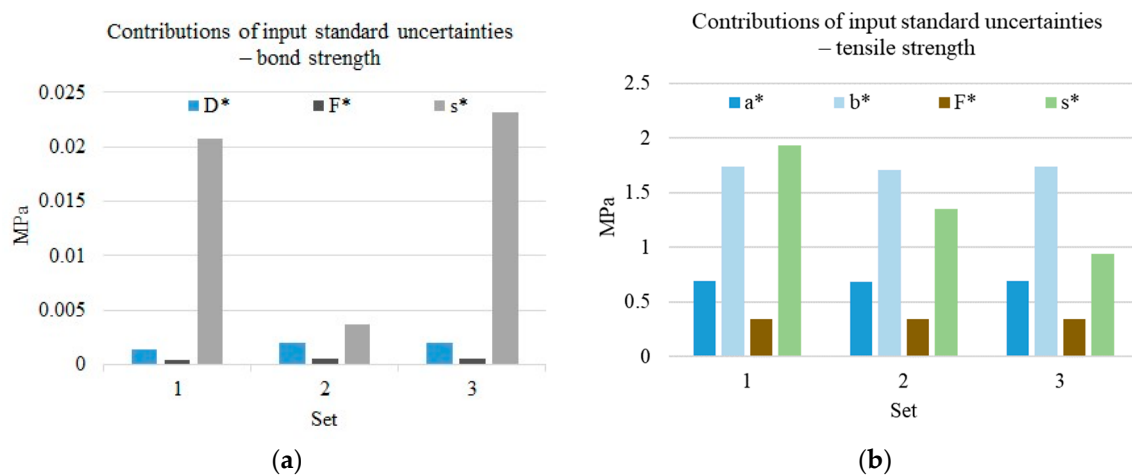 Contributions of input standard uncertainties
– bond strength
0.025
D* F* s*
0.02
0.015
0.01
0.005
0
MPa
1 2 3
Set
(a)
Contributions of input standard uncertainties
– tensile strength
2.5
a* b* F* s*
2
1.5
1
0.5
0
MPa
1 2 3
Set
(b)